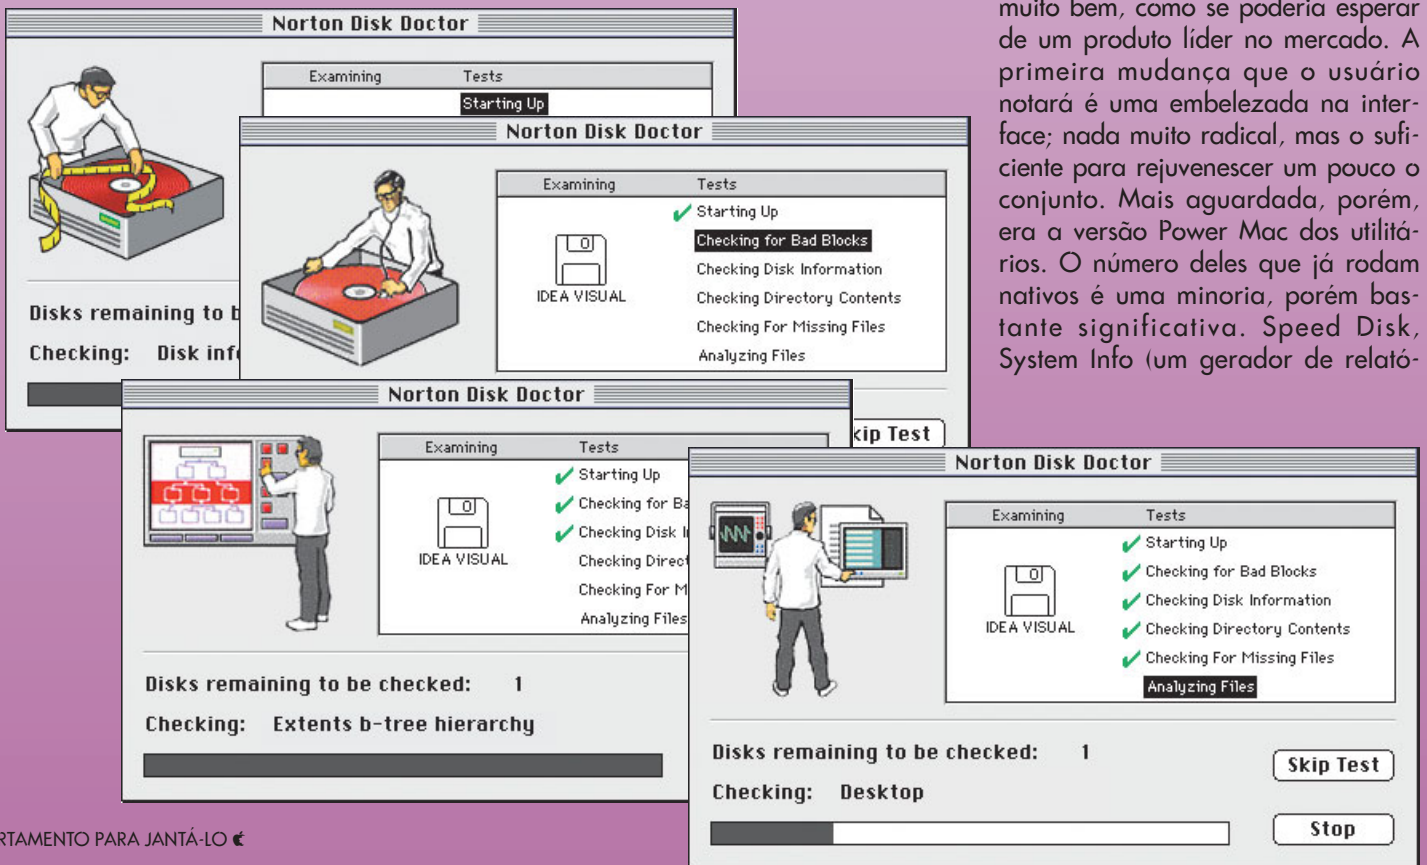 Norton Disk Doctor
Examining Tests
Starting Up
Disks remaining to b
Checking: Disk info
Norton Disk Doctor
Examining Tests
Starting Up
Checking for Bad Blocks
Checking Disk Information
Checking Directory Contents
Checking For Missing Files
Analyzing Files
IDEA VISUAL
kip Test
Norton Disk Doctor
Examining Tests
Starting Up
Checking for Ba
Checking Disk I
Checking Direct
Checking For M
Analyzing Files
IDEA VISUAL
Disks remaining to be checked: 1
Checking: Extents b-tree hierarchy
Norton Disk Doctor
Examining Tests
Starting Up
Checking for Bad Blocks
Checking Disk Information
Checking Directory Contents
Checking For Missing Files
Analyzing Files
IDEA VISUAL
Disks remaining to be checked: 1
Checking: Desktop
Skip Test
Stop
muito bem, como se poderia esperar
de um produto líder no mercado. A
primeira mudança que o usuário
notará é uma embelezada na inter-
face; nada muito radical, mas o sufi-
ciente para rejuvenescer um pouco o
conjunto. Mais aguardada, porém,
era a versão Power Mac dos utilitá-
rios. O número deles que já rodam
nativos é uma minoria, porém bas-
tante significativa. Speed Disk,
System Info (um gerador de relató-
RTAMENTO PARA JANTÁ-LO